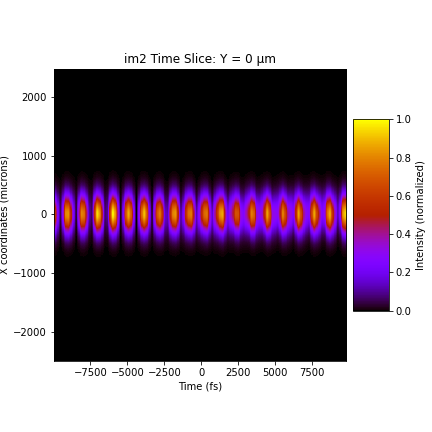 im2 Time Slice: Y = 0 μm
2000
1000
0
−1000
−2000
X coordinates (microns)
−7500 −5000 −2500 0 2500 5000 7500
Time (fs)
1.0
0.8
0.6
0.4
0.2
0.0
Intensity (normalized)